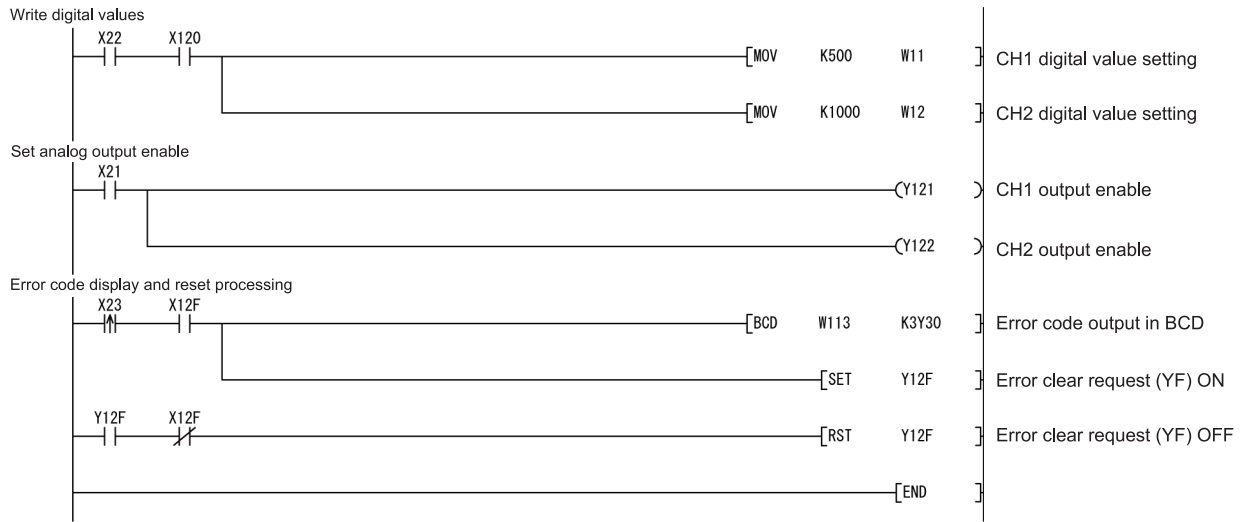 Write digital values
X22 X120
[MOV K500 W11 ] CH1 digital value setting
[MOV K1000 W12 ] CH2 digital value setting
Set analog output enable
X21
(Y121 ) CH1 output enable
(Y122 ) CH2 output enable
Error code display and reset processing
X23 X12F
[BCD W113 K3Y30 ] Error code output in BCD
[SET Y12F ] Error clear request (YF) ON
Y12F X12F
[RST Y12F ] Error clear request (YF) OFF
[END ]